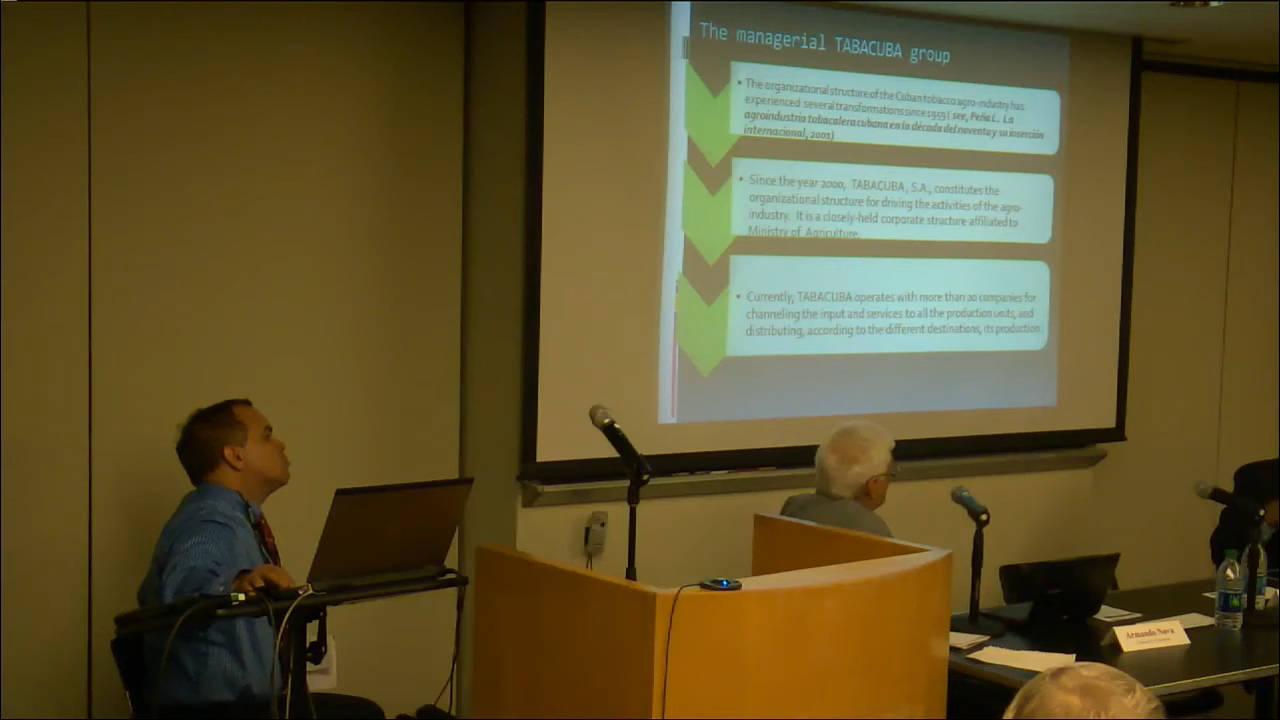 The managerial TABACUBA group
• The organizational structure of the Cuban tobacco agro-industry has
experienced several transformations since 1959 ( see, Peña L. La
agroindustria tabacalera cubana en la década del noventa y su inserción
internacional, 2003)
• Since the year 2000, TABACUBA, S.A., constitutes the
organizational structure for driving the activities of the agro-
industry. It is a closely-held corporate structure affiliated to
Ministry of Agriculture.
• Currently, TABACUBA operates with more than 20 companies for
channeling the input and services to all the production units, and
distributing, according to the different destinations, its production
Armando Nova